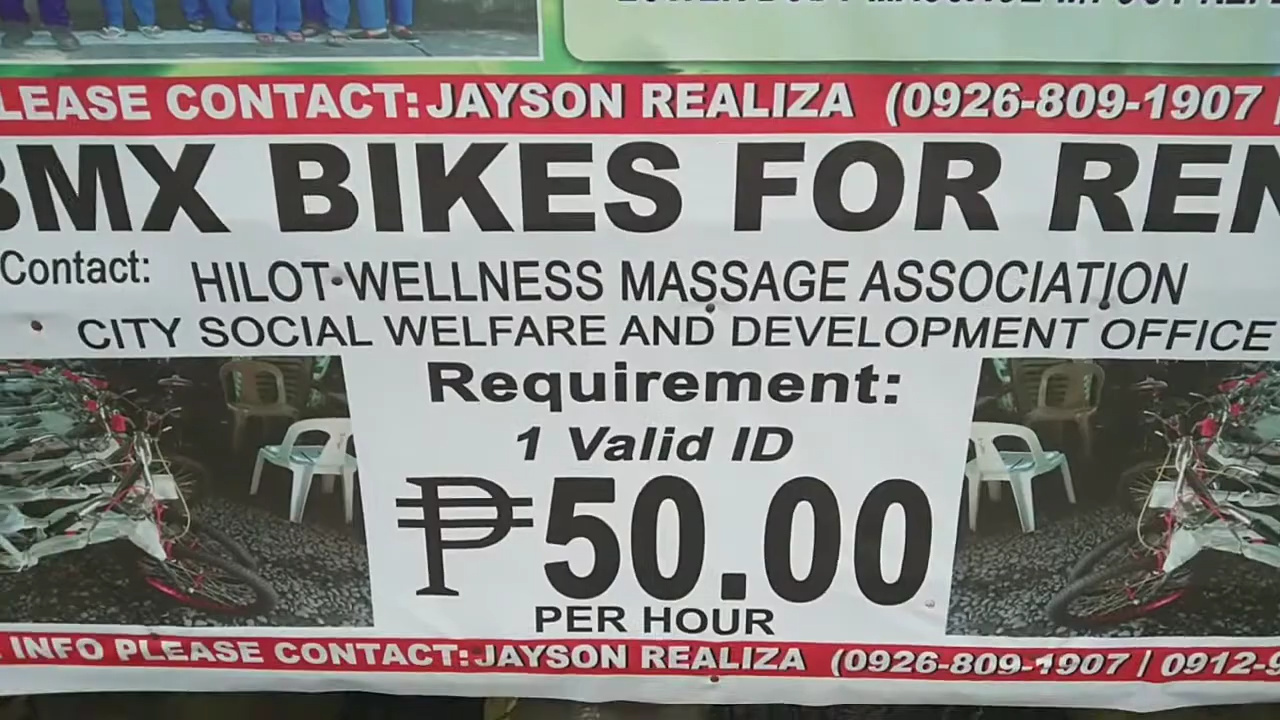 LEASE CONTACT: JAYSON REALIZA (0926-809-1907
BMX BIKES FOR REN
Contact: HILOT-WELLNESS MASSAGE ASSOCIATION
CITY SOCIAL WELFARE AND DEVELOPMENT OFFICE
Requirement:
1 Valid ID
₱50.00
PER HOUR
INFO PLEASE CONTACT: JAYSON REALIZA (0926-809-1907 / 0912-9